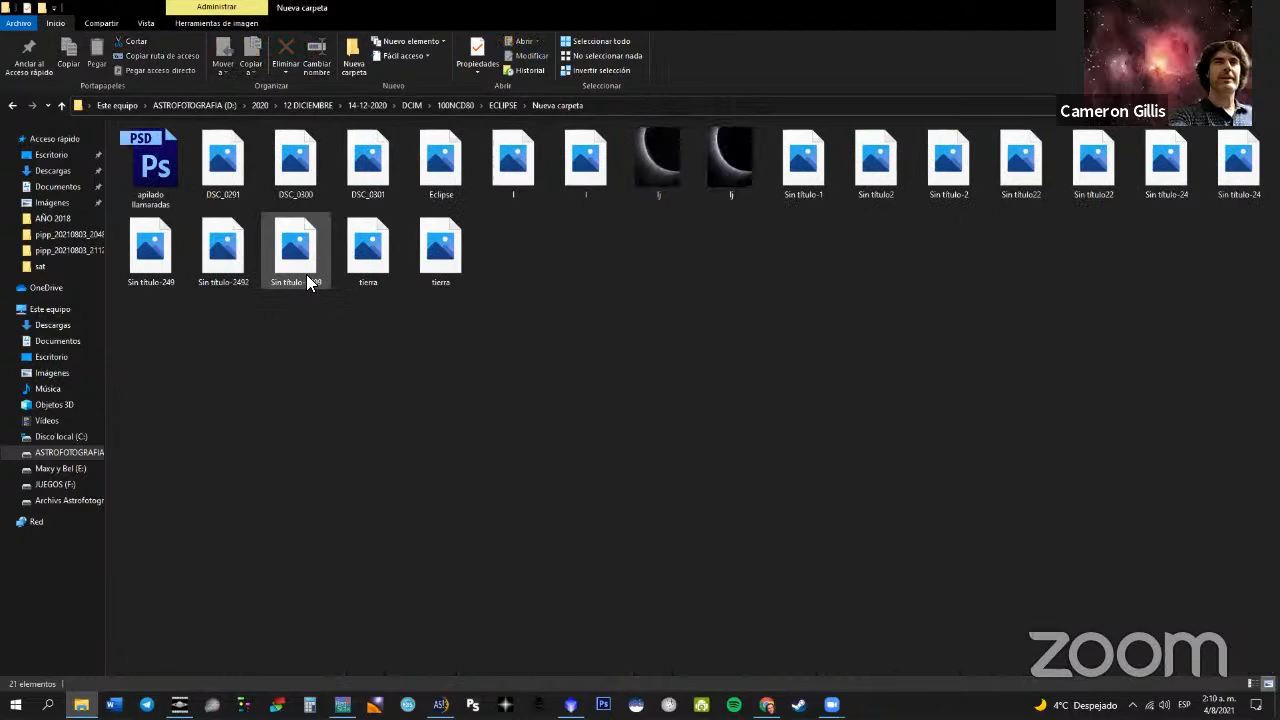 Administrar
Nueva carpeta
Archivo
Inicio
Compartir
Vista
Herramientas de imagen
Anclar al Acceso rápido
Copiar
Pegar
Cortar
Copiar ruta de acceso
Pegar acceso directo
Portapapeles
Mover a
Copiar a
Eliminar
Cambiar nombre
Organizar
Nueva carpeta
Nuevo elemento
Fácil acceso
Nuevo
Propiedades
Abrir
Modificar
Historial
Abrir
Seleccionar todo
No seleccionar nada
Invertir selección
Seleccionar
Cameron Gillis
Este equipo > ASTROFOTOGRAFIA (D:) > 2020 > 12 DICIEMBRE > 14-12-2020 > DCIM > 100NCD80 > ECLIPSE > Nueva carpeta
Acceso rápido
Escritorio
Descargas
Documentos
Imágenes
AÑO 2018
pipp_20210803_204
pipp_20210803_211
sat
OneDrive
Este equipo
Descargas
Documentos
Escritorio
Imágenes
Música
Objetos 3D
Vídeos
Disco local (C:)
ASTROFOTOGRAFIA
Maxy y Bel (E:)
JUEGOS (F:)
Archivs Astrofotogr
Red
PSD
Ps
apilado llamaradas
DSC_0291
DSC_0300
DSC_0301
Eclipse
lj
lj
Sin título-1
Sin título2
Sin título-2
Sin título22
Sin título22
Sin título-24
Sin título-24
Sin título-249
Sin título-2492
Sin título-
tierra
tierra
zoom
21 elementos
4°C Despejado
ESP
2:10 a. m.
4/8/2021